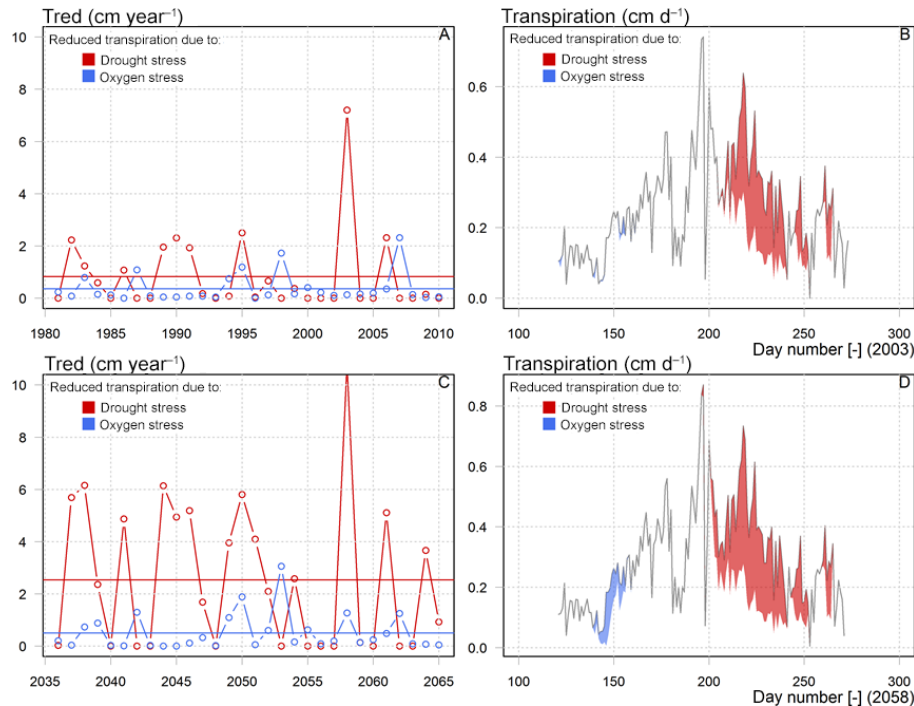 Tred (cm year⁻¹)
A
Reduced transpiration due to:
Drought stress
Oxygen stress
10
8
6
4
2
0
1980 1985 1990 1995 2000 2005 2010
Transpiration (cm d⁻¹)
B
Reduced transpiration due to:
Drought stress
Oxygen stress
0.6
0.4
0.2
0.0
100 150 200 250 300
Day number [-] (2003)
Tred (cm year⁻¹)
C
Reduced transpiration due to:
Drought stress
Oxygen stress
10
8
6
4
2
0
2035 2040 2045 2050 2055 2060 2065
Transpiration (cm d⁻¹)
D
Reduced transpiration due to:
Drought stress
Oxygen stress
0.8
0.6
0.4
0.2
0.0
100 150 200 250 300
Day number [-] (2058)